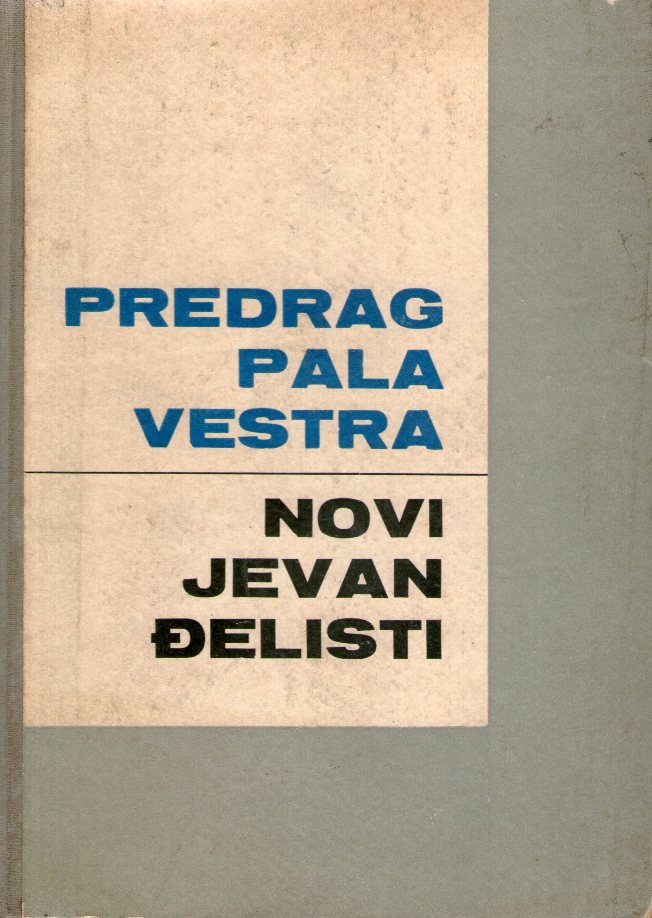 PREDRAG
PALA
VESTRA
NOVI
JEVAN
ĐELISTI